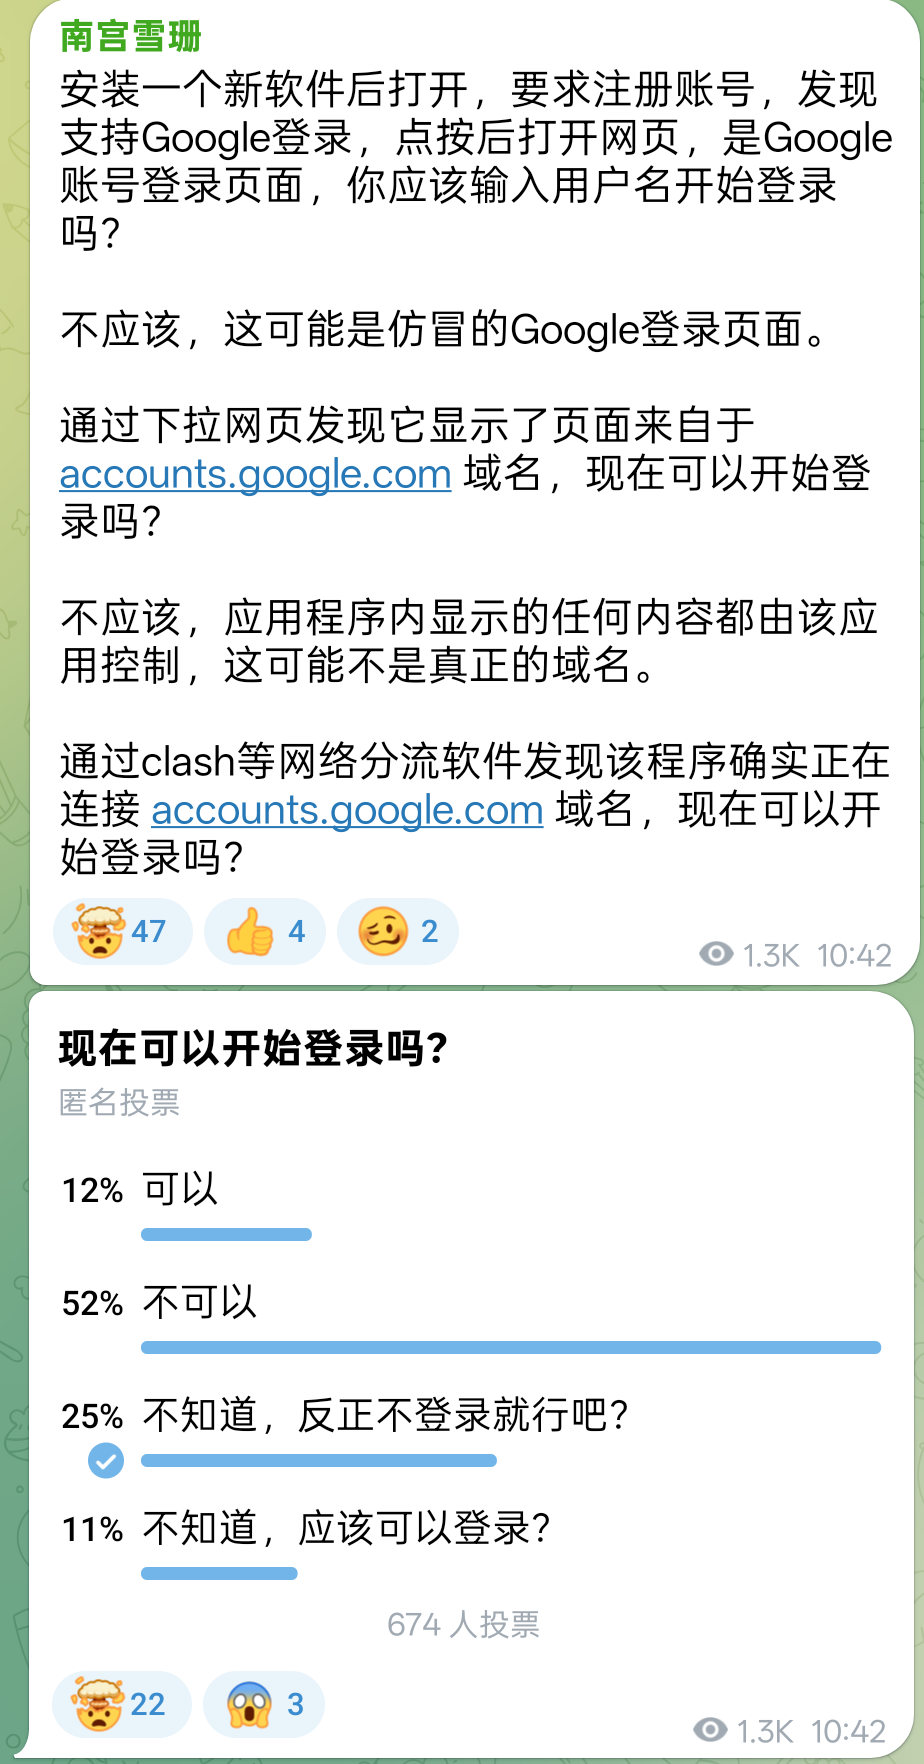 南宫雪珊
安装一个新软件后打开，要求注册账号，发现
支持Google登录，点按后打开网页，是Google
账号登录页面，你应该输入用户名开始登录
吗？
不应该，这可能是仿冒的Google登录页面。
通过下拉网页发现它显示了页面来自于
accounts.google.com 域名，现在可以开始登
录吗？
不应该，应用程序内显示的任何内容都由该应
用控制，这可能不是真正的域名。
通过clash等网络分流软件发现该程序确实正在
连接 accounts.google.com 域名，现在可以开
始登录吗？
47 4 2
1.3K 10:42
现在可以开始登录吗？
匿名投票
12% 可以
52% 不可以
25% 不知道，反正不登录就行吧？
11% 不知道，应该可以登录？
674 人投票
22 3
1.3K 10:42